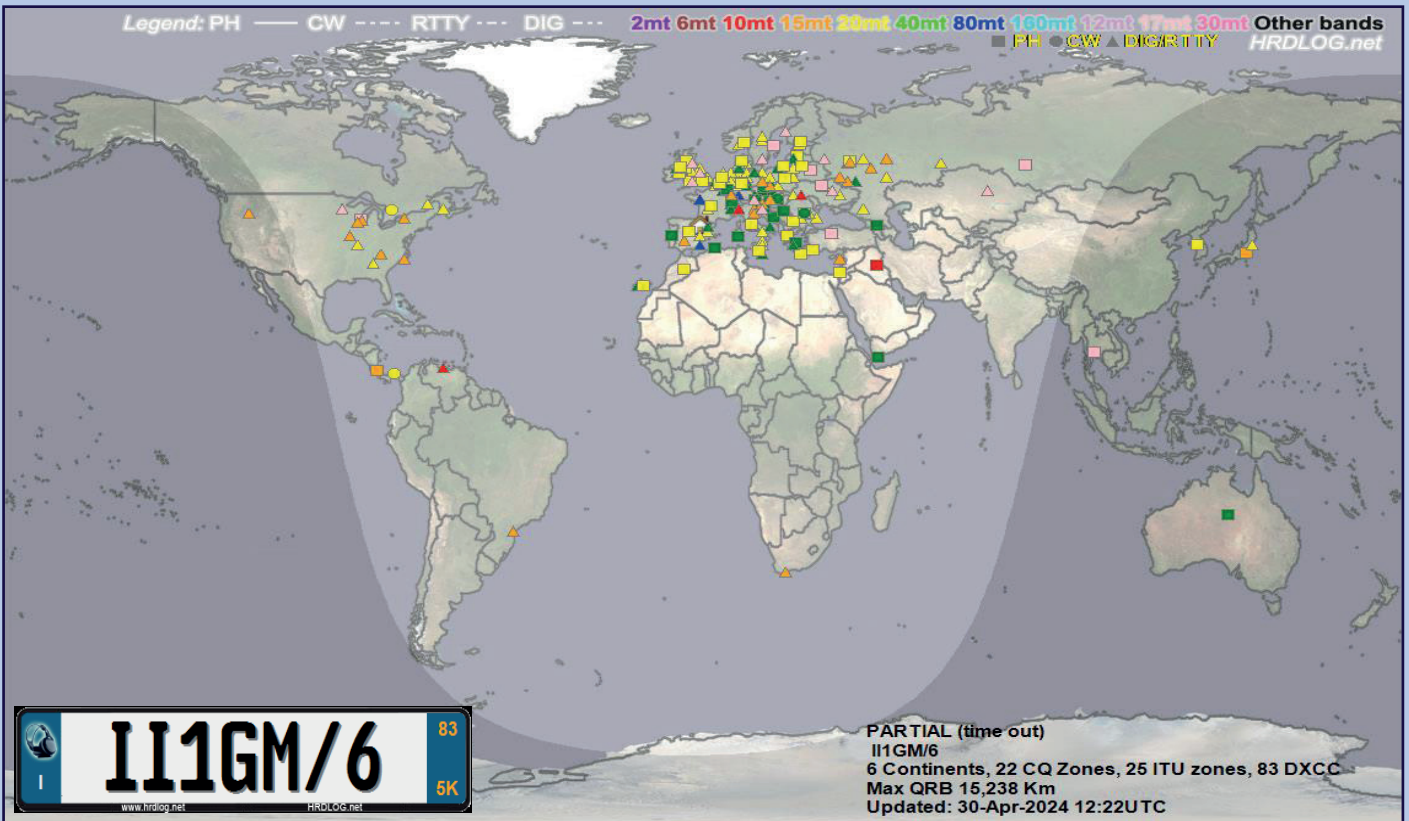 Legend: PH CW RTTY DIG 2mt 6mt 10mt 15mt 20mt 40mt 80mt 160mt 12mt 17mt 30mt Other bands
PH CW DIG/RTTY HRDLOG.net
II1GM/6
83
I
5K
www.hrdlog.net HRDLOG.net
PARTIAL (time out)
II1GM/6
6 Continents, 22 CQ Zones, 25 ITU zones, 83 DXCC
Max QRB 15,238 Km
Updated: 30-Apr-2024 12:22UTC